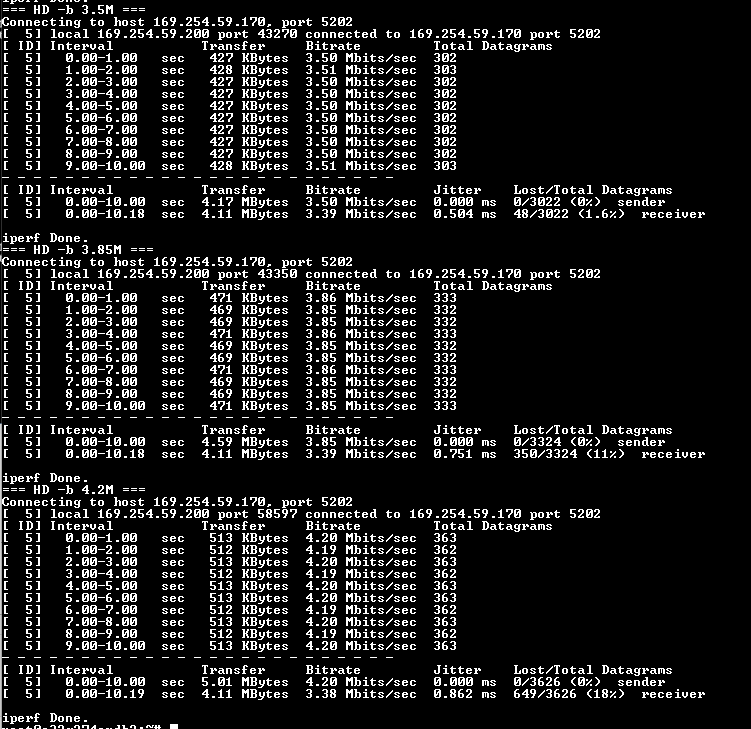 iperf Done.
=== HD -b 3.5M ===
Connecting to host 169.254.59.170, port 5202
[  5] local 169.254.59.200 port 43270 connected to 169.254.59.170 port 5202
[ ID] Interval           Transfer     Bitrate         Total Datagrams
[  5]   0.00-1.00   sec   427 KBytes  3.50 Mbits/sec  302
[  5]   1.00-2.00   sec   428 KBytes  3.51 Mbits/sec  303
[  5]   2.00-3.00   sec   427 KBytes  3.50 Mbits/sec  302
[  5]   3.00-4.00   sec   427 KBytes  3.50 Mbits/sec  302
[  5]   4.00-5.00   sec   427 KBytes  3.50 Mbits/sec  302
[  5]   5.00-6.00   sec   427 KBytes  3.50 Mbits/sec  302
[  5]   6.00-7.00   sec   427 KBytes  3.50 Mbits/sec  302
[  5]   7.00-8.00   sec   427 KBytes  3.50 Mbits/sec  302
[  5]   8.00-9.00   sec   427 KBytes  3.50 Mbits/sec  302
[  5]   9.00-10.00  sec   428 KBytes  3.51 Mbits/sec  303
- - - - - - - - - - - - - - - - - - - - - - - - -
[ ID] Interval           Transfer     Bitrate         Jitter    Lost/Total Datagrams
[  5]   0.00-10.00  sec  4.17 MBytes  3.50 Mbits/sec  0.000 ms  0/3022 (0%)  sender
[  5]   0.00-10.18  sec  4.11 MBytes  3.39 Mbits/sec  0.504 ms  48/3022 (1.6%)  receiver
iperf Done.
=== HD -b 3.85M ===
Connecting to host 169.254.59.170, port 5202
[  5] local 169.254.59.200 port 43350 connected to 169.254.59.170 port 5202
[ ID] Interval           Transfer     Bitrate         Total Datagrams
[  5]   0.00-1.00   sec   471 KBytes  3.86 Mbits/sec  333
[  5]   1.00-2.00   sec   469 KBytes  3.85 Mbits/sec  332
[  5]   2.00-3.00   sec   469 KBytes  3.85 Mbits/sec  332
[  5]   3.00-4.00   sec   471 KBytes  3.86 Mbits/sec  333
[  5]   4.00-5.00   sec   469 KBytes  3.85 Mbits/sec  332
[  5]   5.00-6.00   sec   469 KBytes  3.85 Mbits/sec  332
[  5]   6.00-7.00   sec   471 KBytes  3.86 Mbits/sec  333
[  5]   7.00-8.00   sec   469 KBytes  3.85 Mbits/sec  332
[  5]   8.00-9.00   sec   469 KBytes  3.85 Mbits/sec  332
[  5]   9.00-10.00  sec   471 KBytes  3.85 Mbits/sec  333
- - - - - - - - - - - - - - - - - - - - - - - - -
[ ID] Interval           Transfer     Bitrate         Jitter    Lost/Total Datagrams
[  5]   0.00-10.00  sec  4.59 MBytes  3.85 Mbits/sec  0.000 ms  0/3324 (0%)  sender
[  5]   0.00-10.18  sec  4.11 MBytes  3.39 Mbits/sec  0.751 ms  350/3324 (11%)  receiver
iperf Done.
=== HD -b 4.2M ===
Connecting to host 169.254.59.170, port 5202
[  5] local 169.254.59.200 port 58597 connected to 169.254.59.170 port 5202
[ ID] Interval           Transfer     Bitrate         Total Datagrams
[  5]   0.00-1.00   sec   513 KBytes  4.20 Mbits/sec  363
[  5]   1.00-2.00   sec   512 KBytes  4.19 Mbits/sec  362
[  5]   2.00-3.00   sec   513 KBytes  4.20 Mbits/sec  363
[  5]   3.00-4.00   sec   512 KBytes  4.19 Mbits/sec  362
[  5]   4.00-5.00   sec   513 KBytes  4.20 Mbits/sec  363
[  5]   5.00-6.00   sec   513 KBytes  4.20 Mbits/sec  363
[  5]   6.00-7.00   sec   512 KBytes  4.19 Mbits/sec  362
[  5]   7.00-8.00   sec   513 KBytes  4.20 Mbits/sec  363
[  5]   8.00-9.00   sec   512 KBytes  4.19 Mbits/sec  362
[  5]   9.00-10.00  sec   513 KBytes  4.20 Mbits/sec  363
- - - - - - - - - - - - - - - - - - - - - - - - -
[ ID] Interval           Transfer     Bitrate         Jitter    Lost/Total Datagrams
[  5]   0.00-10.00  sec  5.01 MBytes  4.20 Mbits/sec  0.000 ms  0/3626 (0%)  sender
[  5]   0.00-10.19  sec  4.11 MBytes  3.38 Mbits/sec  0.862 ms  649/3626 (18%)  receiver
iperf Done.